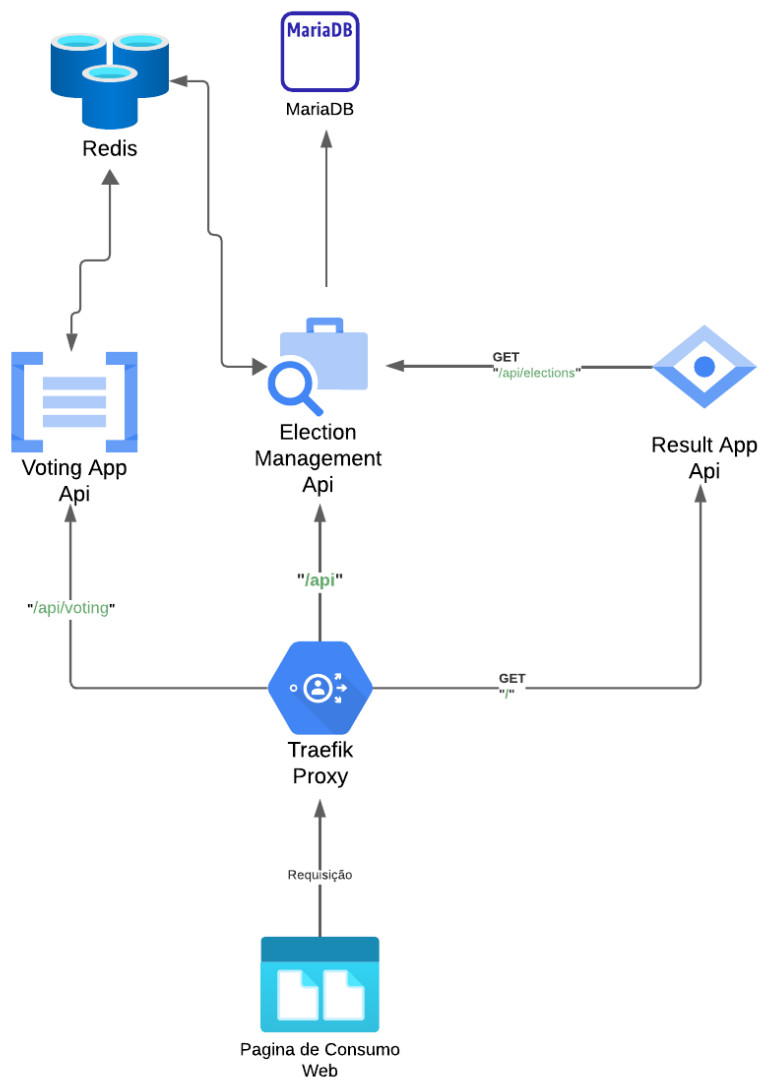 MariaDB
MariaDB
Redis
GET
"/api/elections"
Election
Management
Api
Result App
Api
Voting App
Api
"/api"
"/api/voting"
GET
"/"
Traefik
Proxy
Requisição
Pagina de Consumo
Web